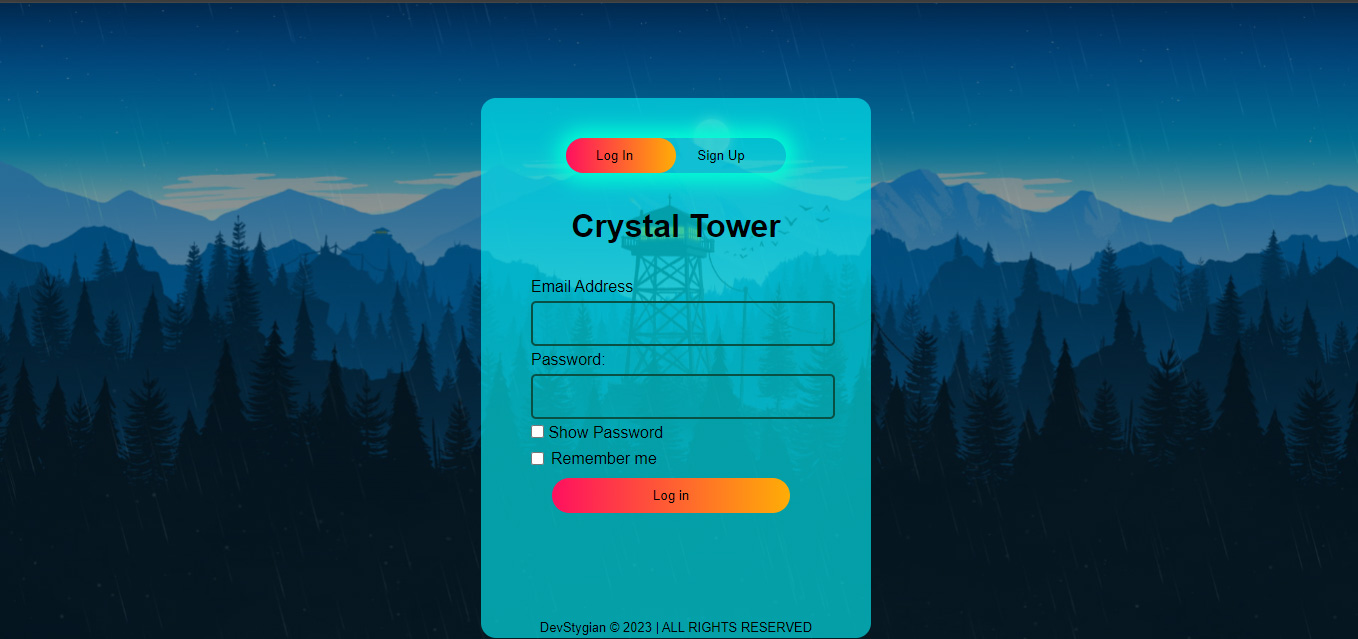 Log In Sign Up
Crystal Tower
Email Address
Password:
Show Password
Remember me
Log in
DevStygian © 2023 | ALL RIGHTS RESERVED